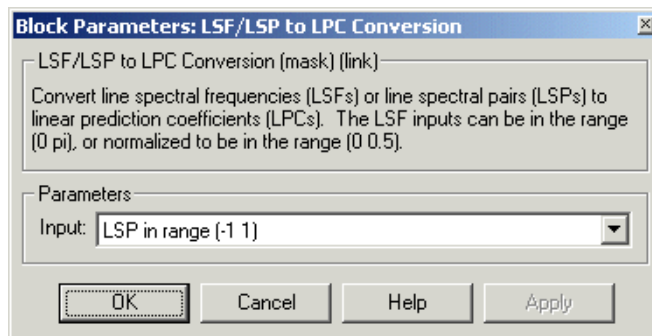 Block Parameters: LSF/LSP to LPC Conversion
LSF/LSP to LPC Conversion (mask) (link)
Convert line spectral frequencies (LSFs) or line spectral pairs (LSPs) to
linear prediction coefficients (LPCs). The LSF inputs can be in the range
(0 pi), or normalized to be in the range (0 0.5).
Parameters
Input: LSP in range (-1 1)
OK Cancel Help Apply